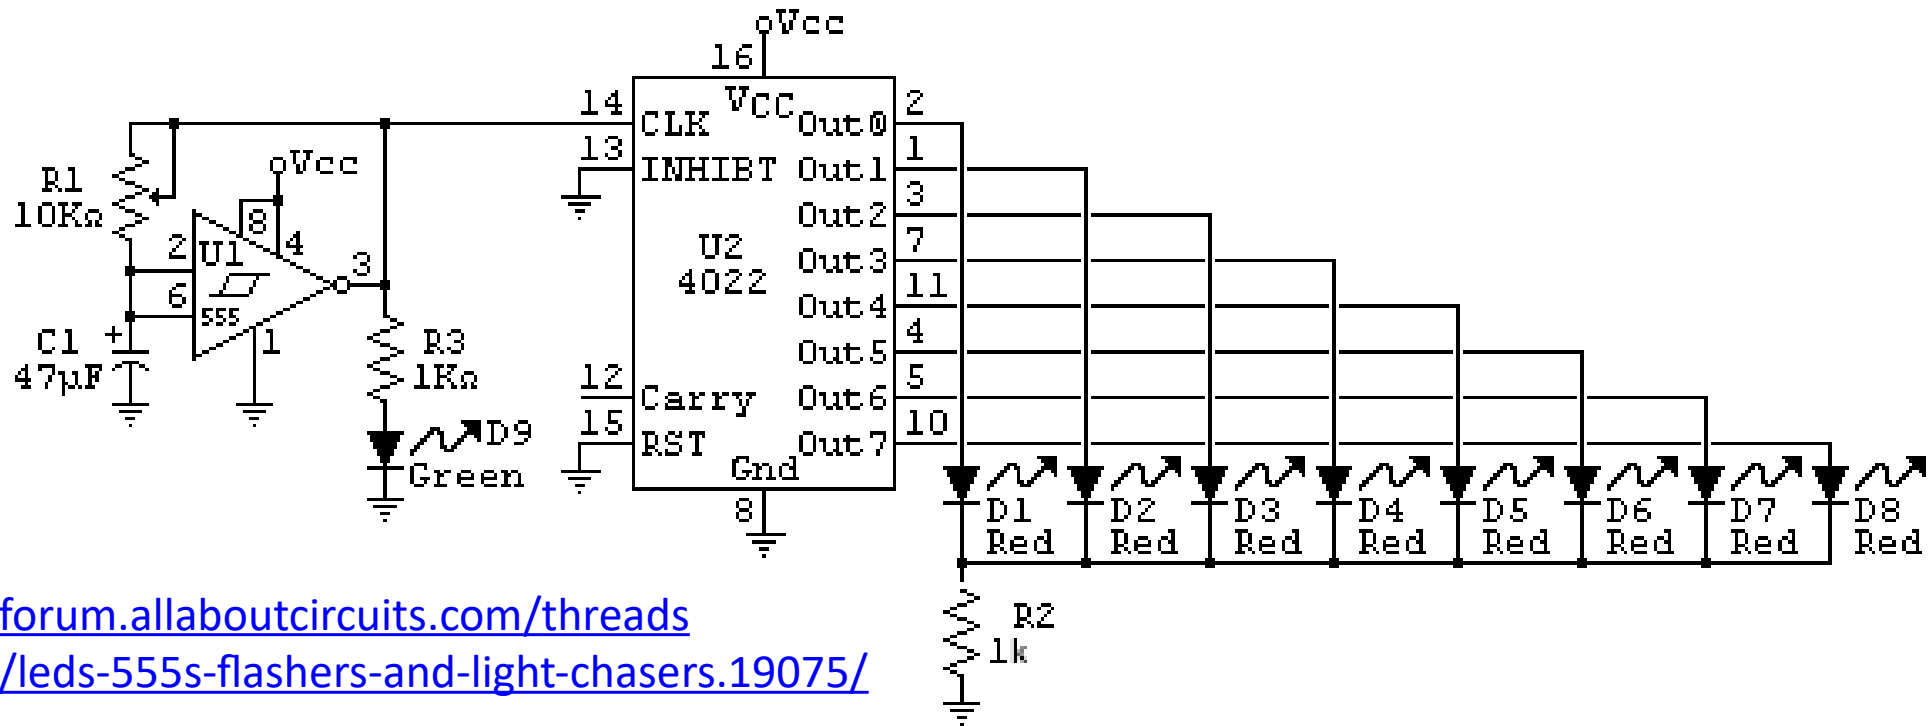 Vcc
16
14
CLK
VCC
Out0
2
13
INHIBT
Out1
1
Out2
3
Out3
7
Out4
11
Out5
4
12
Carry
Out6
5
15
RST
Out7
10
Gnd
8
U2
4022
R1
10KΩ
Vcc
8
4
2
U1
3
6
555
1
C1
+
47µF
R3
1KΩ
D9
Green
D1
Red
D2
Red
D3
Red
D4
Red
D5
Red
D6
Red
D7
Red
D8
Red
R2
1k
forum.allaboutcircuits.com/threads
/leds-555s-flashers-and-light-chasers.19075/